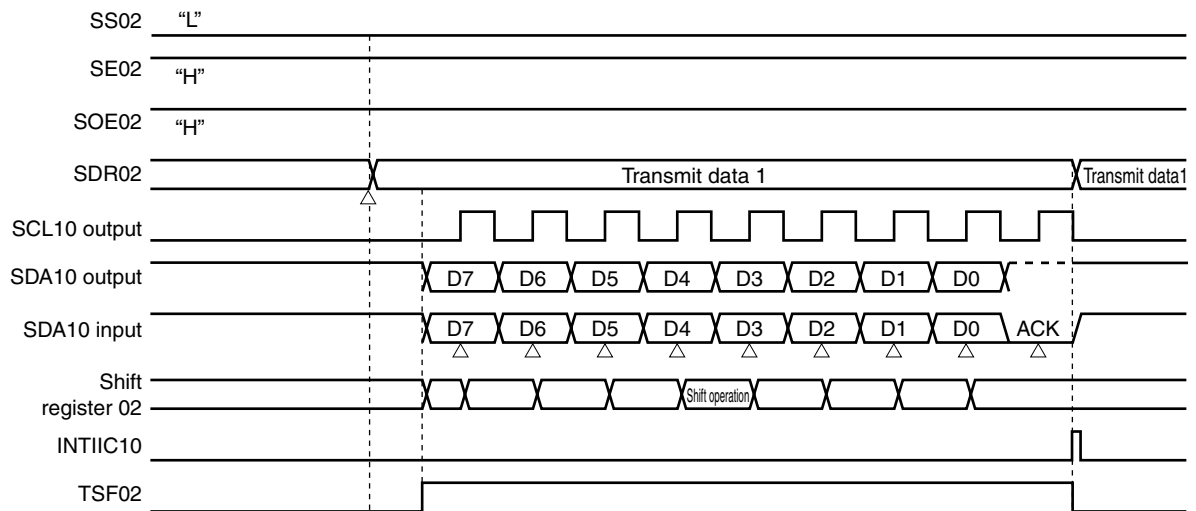 SS02 “L”
SE02 “H”
SOE02 “H”
SDR02 Transmit data 1 Transmit data1
SCL10 output
SDA10 output D7 D6 D5 D4 D3 D2 D1 D0
SDA10 input D7 D6 D5 D4 D3 D2 D1 D0 ACK
Shift
register 02 Shift operation
INTIIC10
TSF02